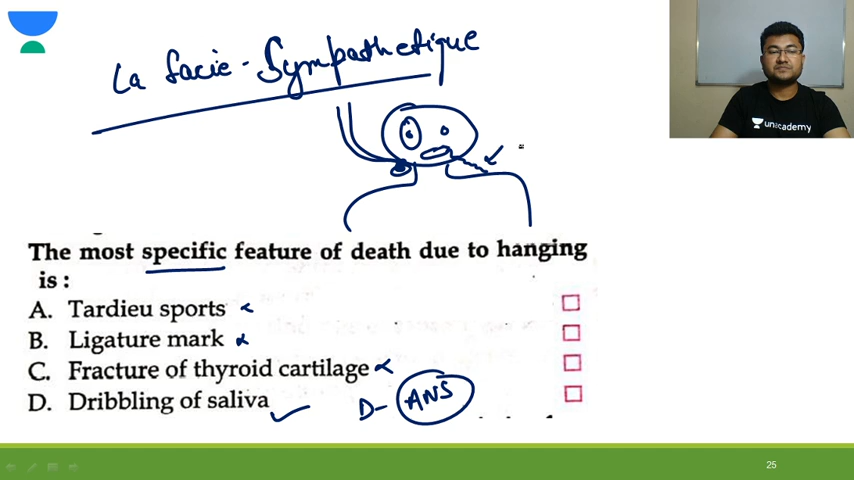 La facie - Sympathetique
unacademy
The most specific feature of death due to hanging
is :
A. Tardieu sports
B. Ligature mark
C. Fracture of thyroid cartilage
D. Dribbling of saliva
D- ANS
25